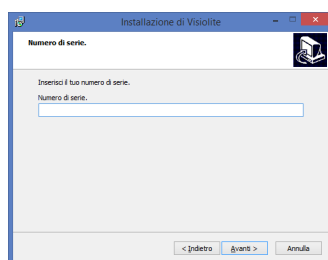 Installazione di Visiolite
Numero di serie.
Inserisci il tuo numero di serie.
Numero di serie.
< Indietro
Avanti >
Annulla